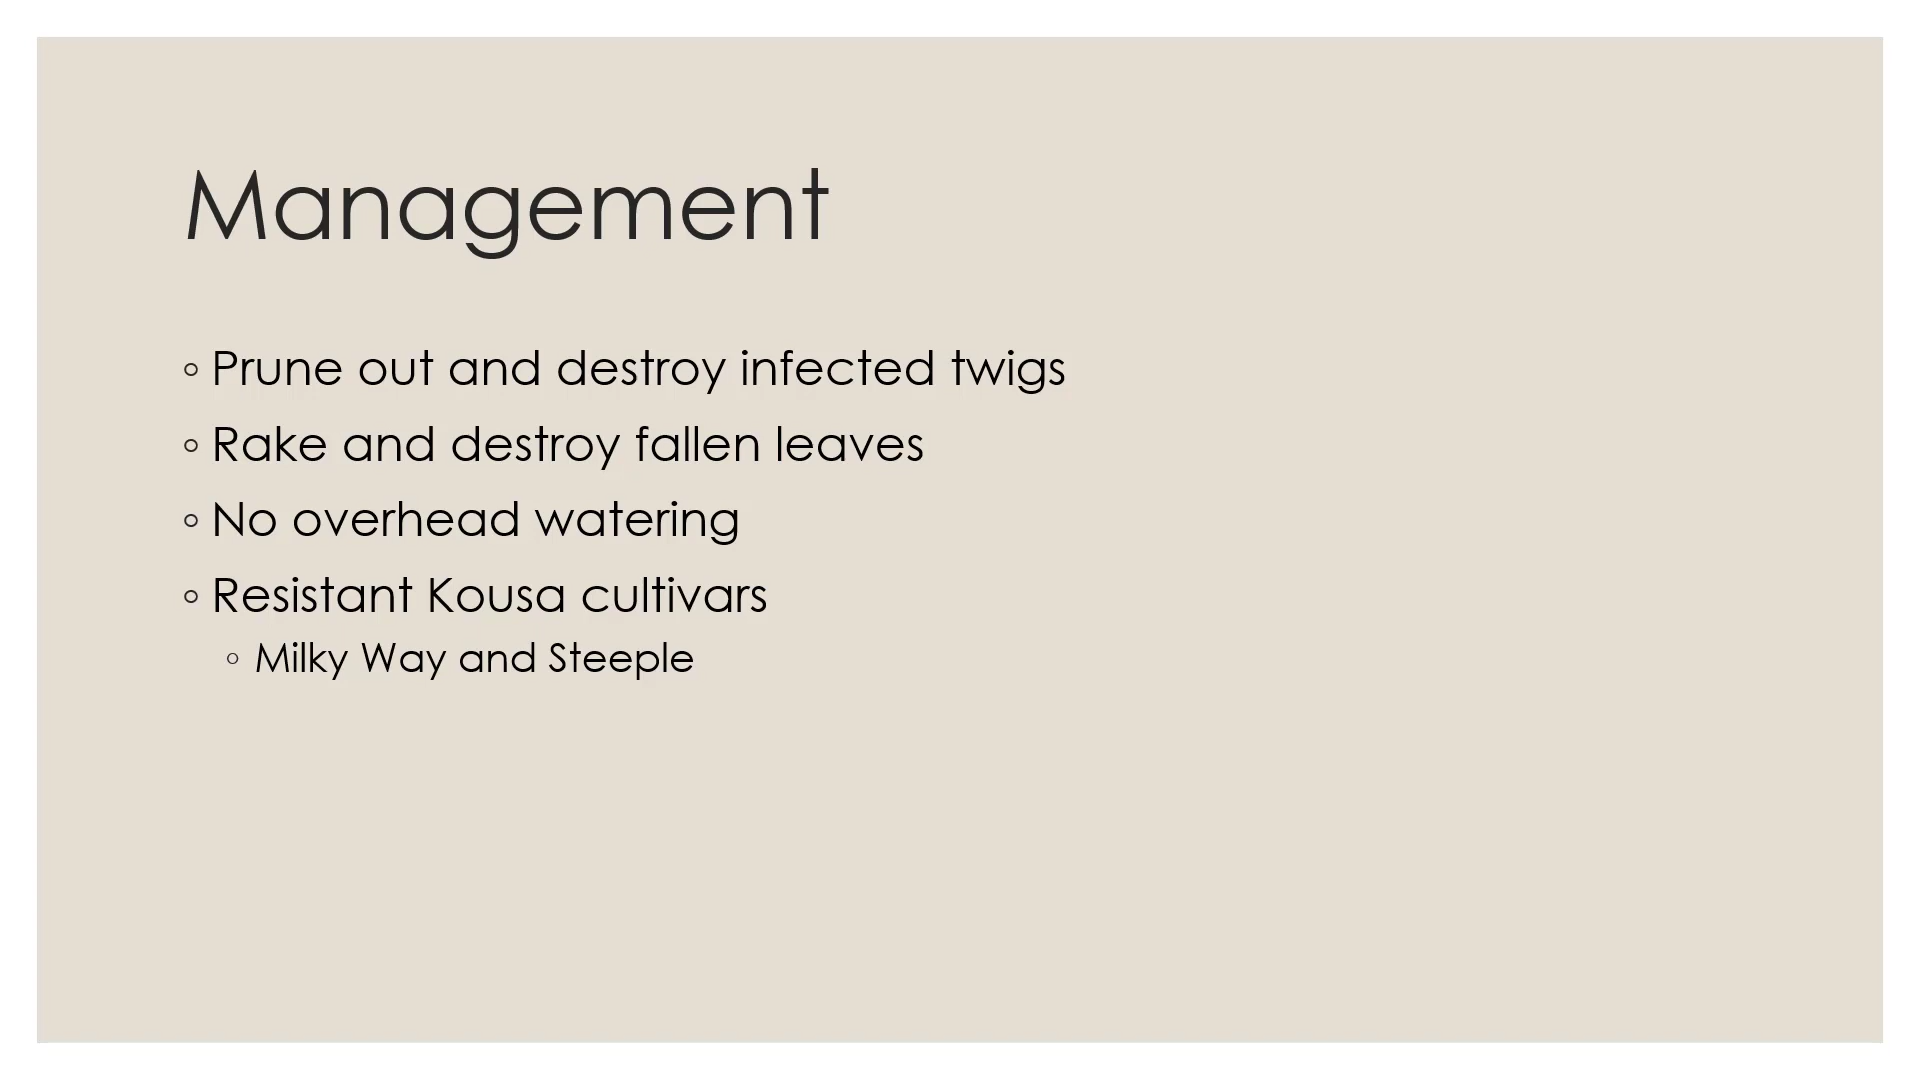 Management
◦ Prune out and destroy infected twigs
◦ Rake and destroy fallen leaves
◦ No overhead watering
◦ Resistant Kousa cultivars
◦ Milky Way and Steeple